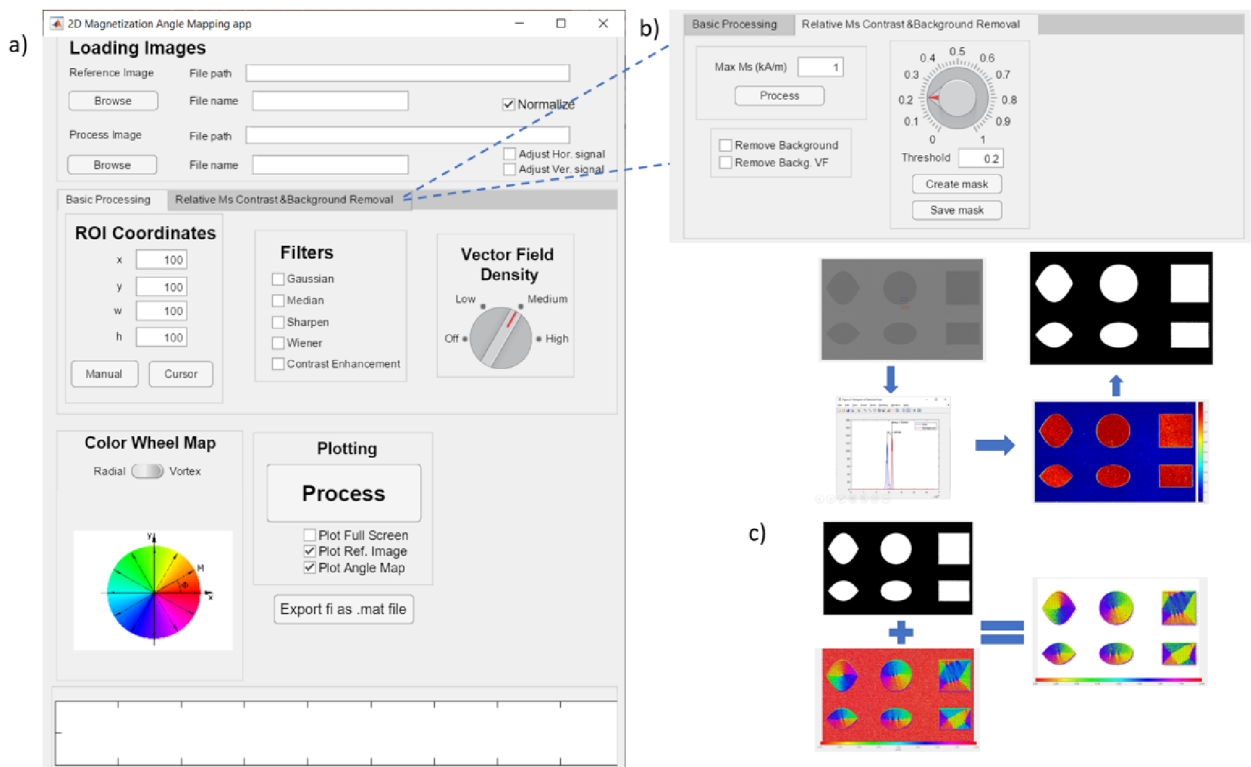 a)
2D Magnetization Angle Mapping app
Loading Images
Reference Image
File path
Browse
File name
Normalize
Process Image
File path
Browse
File name
Adjust Hor. signal
Adjust Ver. signal
Basic Processing
Relative Ms Contrast &Background Removal
ROI Coordinates
x 100
y 100
w 100
h 100
Manual
Cursor
Filters
Gaussian
Median
Sharpen
Wiener
Contrast Enhancement
Vector Field
Density
Low
Medium
Off
High
Color Wheel Map
Radial
Vortex
y
M
Φ
x
Plotting
Process
Plot Full Screen
Plot Ref. Image
Plot Angle Map
Export fi as .mat file
b)
Basic Processing
Relative Ms Contrast &Background Removal
Max Ms (kA/m) 1
Process
Remove Background
Remove Backg. VF
0 0.1 0.2 0.3 0.4 0.5 0.6 0.7 0.8 0.9 1
Threshold 0.2
Create mask
Save mask
c)